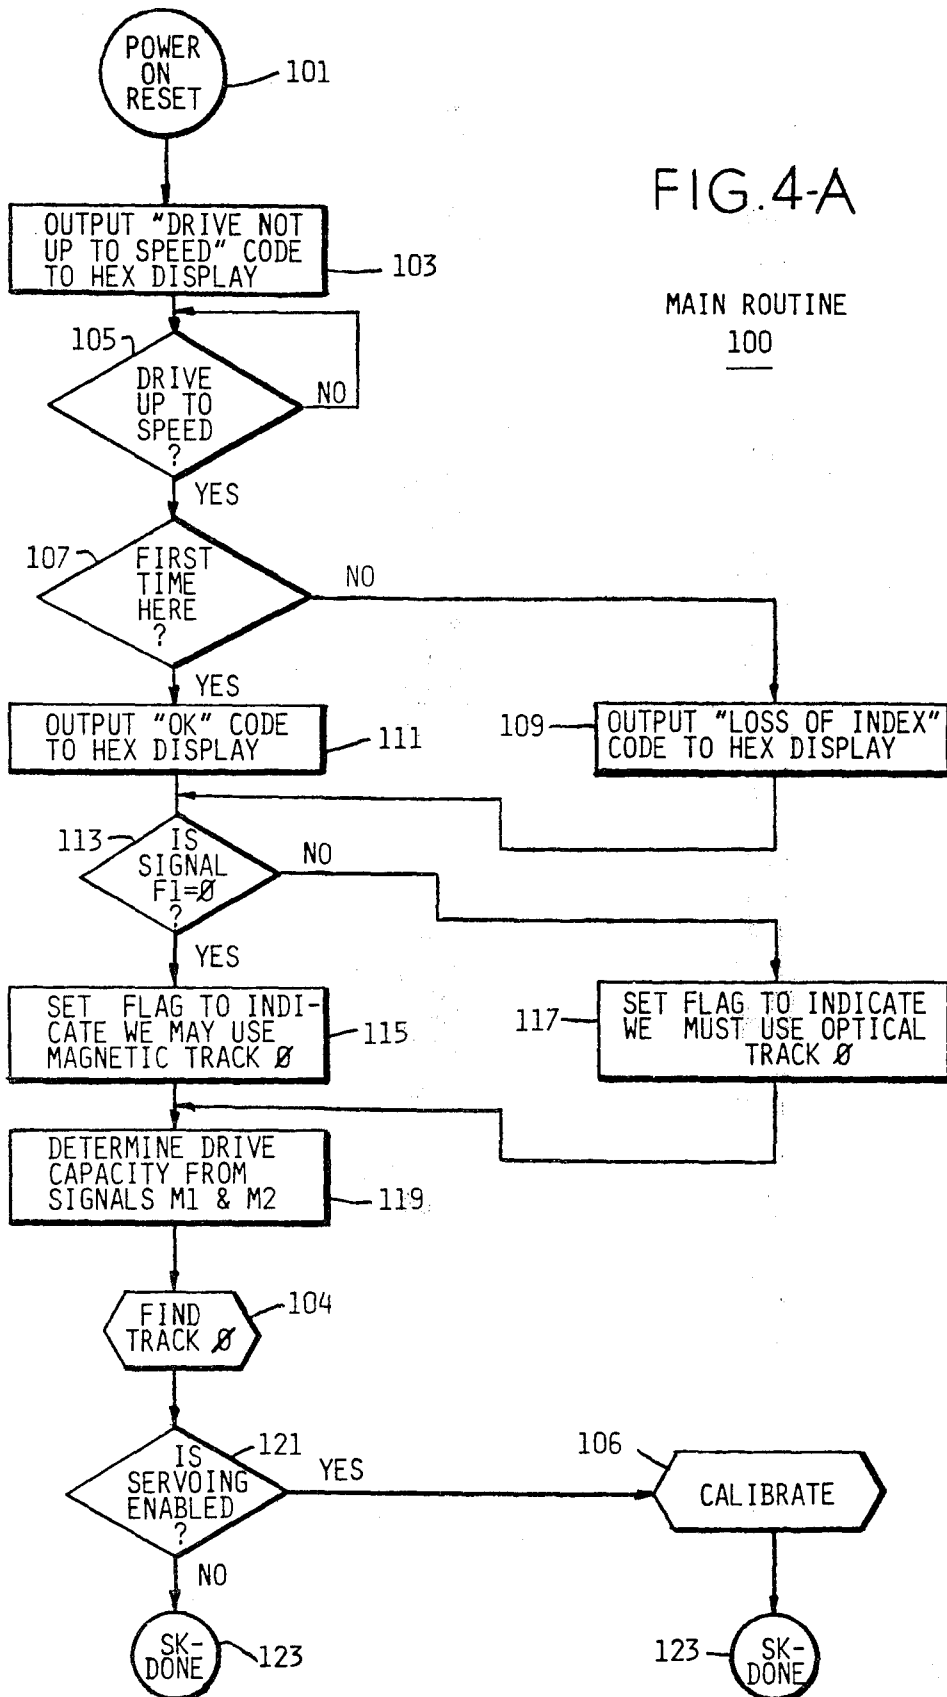 POWER
ON
RESET
101
FIG. 4-A
MAIN ROUTINE
100
OUTPUT "DRIVE NOT
UP TO SPEED" CODE
TO HEX DISPLAY
103
105
DRIVE
UP TO
SPEED
?
NO
YES
107
FIRST
TIME
HERE
?
NO
YES
OUTPUT "OK" CODE
TO HEX DISPLAY
111
109
OUTPUT "LOSS OF INDEX"
CODE TO HEX DISPLAY
113
IS
SIGNAL
F1=Ø
?
NO
YES
SET FLAG TO INDI-
CATE WE MAY USE
MAGNETIC TRACK Ø
115
117
SET FLAG TO INDICATE
WE MUST USE OPTICAL
TRACK Ø
DETERMINE DRIVE
CAPACITY FROM
SIGNALS M1 & M2
119
FIND
TRACK Ø
104
IS
SERVOING
ENABLED
?
121
YES
106
CALIBRATE
NO
SK-
DONE
123
123
SK-
DONE